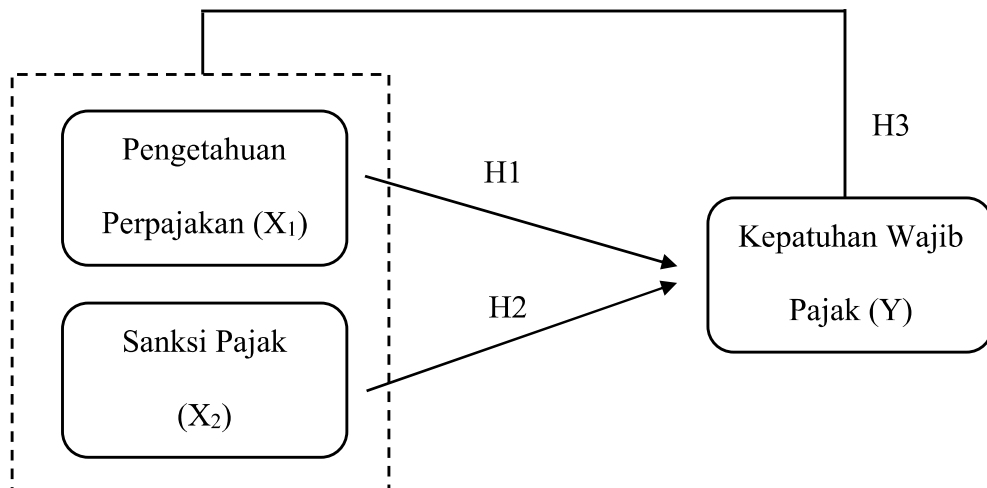 Pengetahuan
Perpajakan (X₁)
H1
H3
Kepatuhan Wajib
Pajak (Y)
Sanksi Pajak
(X₂)
H2